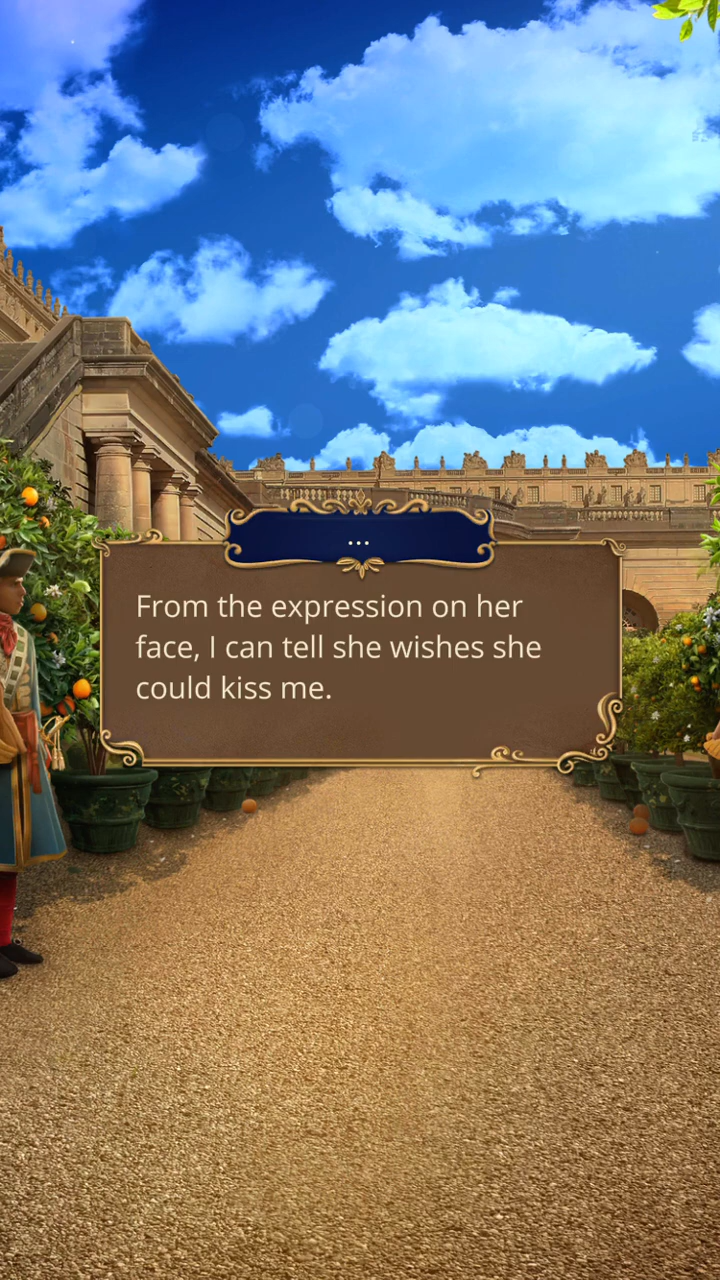 ...
From the expression on her
face, I can tell she wishes she
could kiss me.